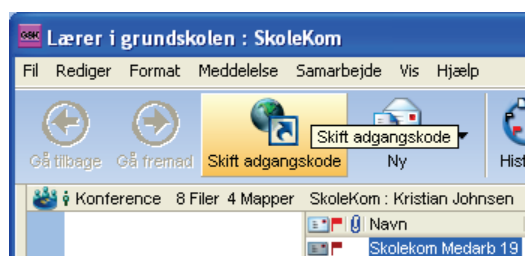 GSK Lærer i grundskolen : SkoleKom
Fil Rediger Format Meddelelse Samarbejde Vis Hjælp
Skift adgangskode
Gå tilbage Gå fremad Skift adgangskode Ny Hist
Konference 8 Filer 4 Mapper SkoleKom : Kristian Johnsen
Navn
Skolekom Medarb 19